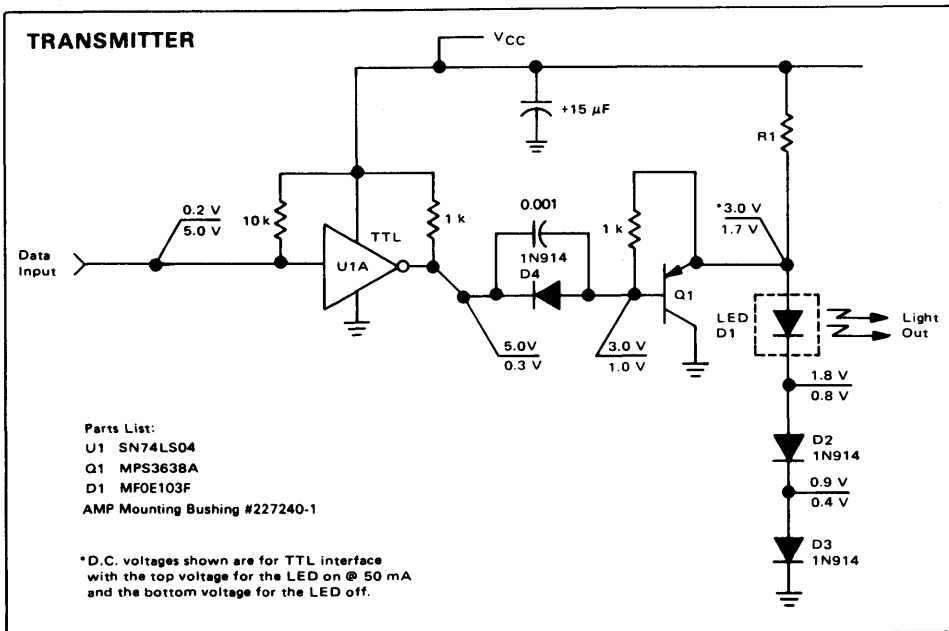 TRANSMITTER
VCC
+15 µF
R1
0.2 V
5.0 V
10k
TTL
1 k
0.001
1N914
D4
1 k
*3.0 V
1.7 V
Data
Input
U1A
Q1
LED
D1
Light
Out
5.0V
0.3 V
3.0 V
1.0 V
1.8 V
0.8 V
D2
1N914
0.9 V
0.4 V
D3
1N914
Parts List:
U1 SN74LS04
Q1 MPS3638A
D1 MF0E103F
AMP Mounting Bushing #227240-1
*D.C. voltages shown are for TTL interface
with the top voltage for the LED on @ 50 mA
and the bottom voltage for the LED off.